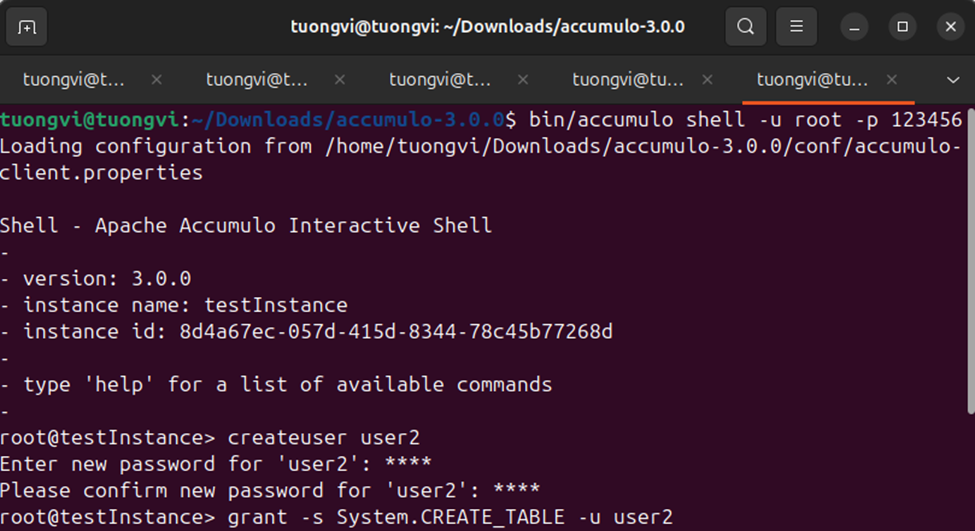 tuongvi@tuongvi: ~/Downloads/accumulo-3.0.0
tuongvi@t... × tuongvi@t... × tuongvi@t... × tuongvi@tu... × tuongvi@tu... ×
tuongvi@tuongvi:~/Downloads/accumulo-3.0.0$ bin/accumulo shell -u root -p 123456
Loading configuration from /home/tuongvi/Downloads/accumulo-3.0.0/conf/accumulo-
client.properties
Shell - Apache Accumulo Interactive Shell
-
- version: 3.0.0
- instance name: testInstance
- instance id: 8d4a67ec-057d-415d-8344-78c45b77268d
-
- type 'help' for a list of available commands
-
root@testInstance> createuser user2
Enter new password for 'user2': ****
Please confirm new password for 'user2': ****
root@testInstance> grant -s System.CREATE_TABLE -u user2